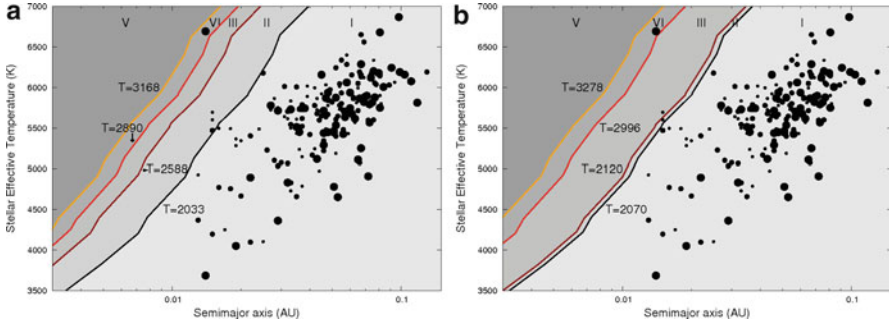 a
7000
6500
6000
5500
5000
4500
4000
3500
Stellar Effective Temperature (K)
V
VI
III
II
I
T=3168
T=2890
T=2588
T=2033
0.01
0.1
Semimajor axis (AU)
b
7000
6500
6000
5500
5000
4500
4000
3500
Stellar Effective Temperature (K)
V
VI
III
II
I
T=3278
T=2996
T=2120
T=2070
0.01
0.1
Semimajor axis (AU)